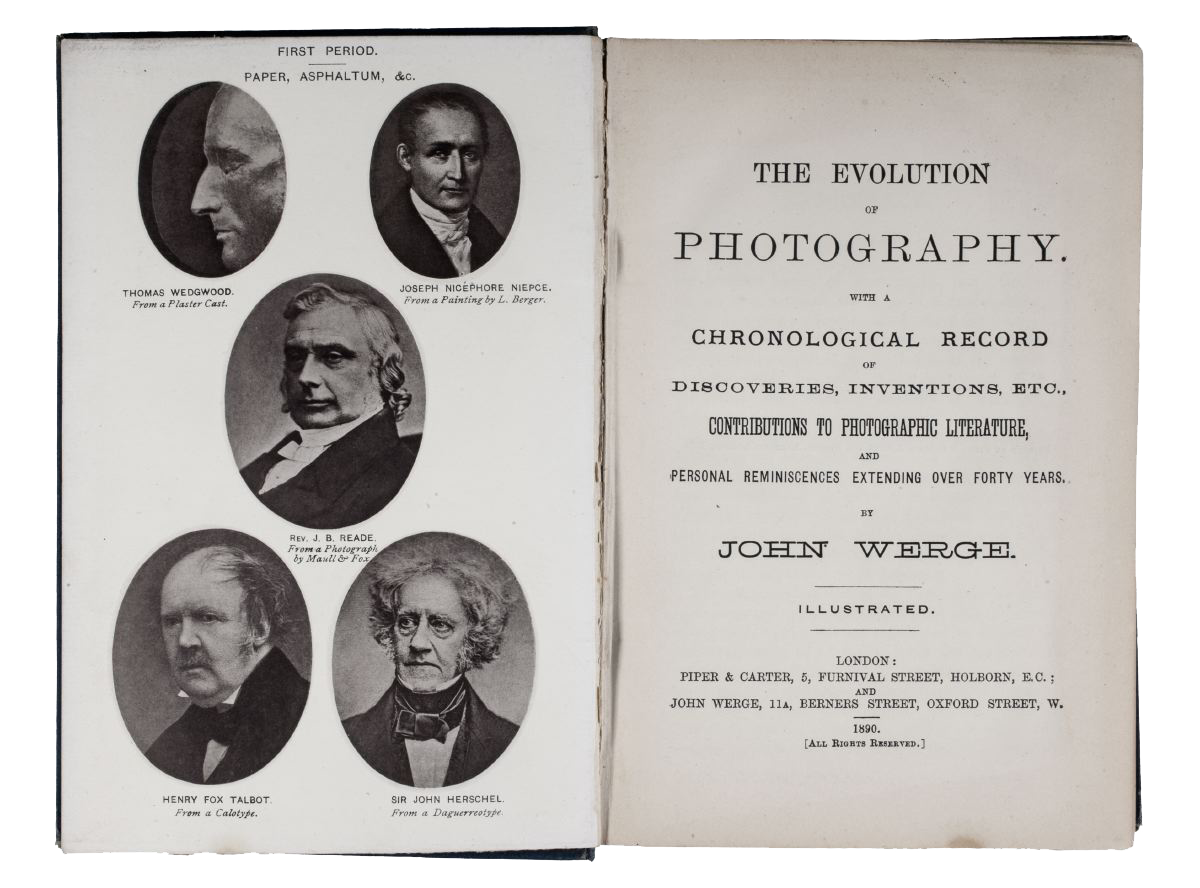 FIRST PERIOD.
PAPER, ASPHALTUM, &c.
THOMAS WEDGWOOD.
From a Plaster Cast.
JOSEPH NICÉPHORE NIEPCE.
From a Painting by L. Berger.
REV. J. B. READE.
From a Photograph
by Maull & Fox.
HENRY FOX TALBOT.
From a Calotype.
SIR JOHN HERSCHEL.
From a Daguerreotype.
THE EVOLUTION
OF
PHOTOGRAPHY.
WITH A
CHRONOLOGICAL RECORD
OF
DISCOVERIES, INVENTIONS, ETC.,
CONTRIBUTIONS TO PHOTOGRAPHIC LITERATURE,
AND
PERSONAL REMINISCENCES EXTENDING OVER FORTY YEARS.
BY
JOHN WERGE.
ILLUSTRATED.
LONDON:
PIPER & CARTER, 5, FURNIVAL STREET, HOLBORN, E.C.;
AND
JOHN WERGE, 11A, BERNERS STREET, OXFORD STREET, W.
1890.
[ALL RIGHTS RESERVED.]